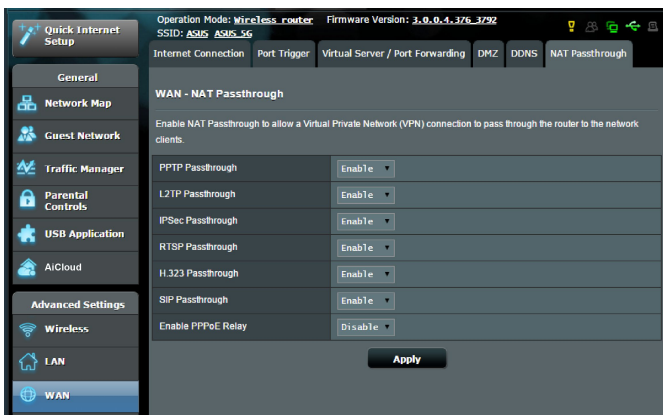 Quick Internet
Setup
General
Network Map
Guest Network
Traffic Manager
Parental
Controls
USB Application
AiCloud
Advanced Settings
Wireless
LAN
WAN
Operation Mode: Wireless router Firmware Version: 3.0.0.4.376_3792
SSID: ASUS ASUS_5G
Internet Connection Port Trigger Virtual Server / Port Forwarding DMZ DDNS NAT Passthrough
WAN - NAT Passthrough
Enable NAT Passthrough to allow a Virtual Private Network (VPN) connection to pass through the router to the network
clients.
PPTP Passthrough Enable
L2TP Passthrough Enable
IPSec Passthrough Enable
RTSP Passthrough Enable
H.323 Passthrough Enable
SIP Passthrough Enable
Enable PPPoE Relay Disable
Apply